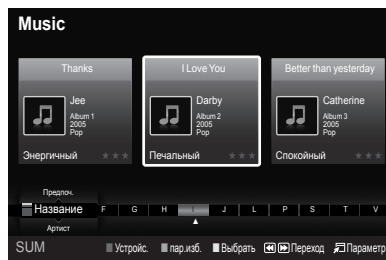 Music
Thanks
Jee
Album 1
2005
Pop
Энергичный
I Love You
Darby
Album 2
2005
Pop
Печальный
Better than yesterday
Catherine
Album 3
2005
Pop
Спокойный
Предпоч.
Название F G H I J L P S T V
Артист
SUM Устройс. пар.изб. Выбрать Переход Параметр